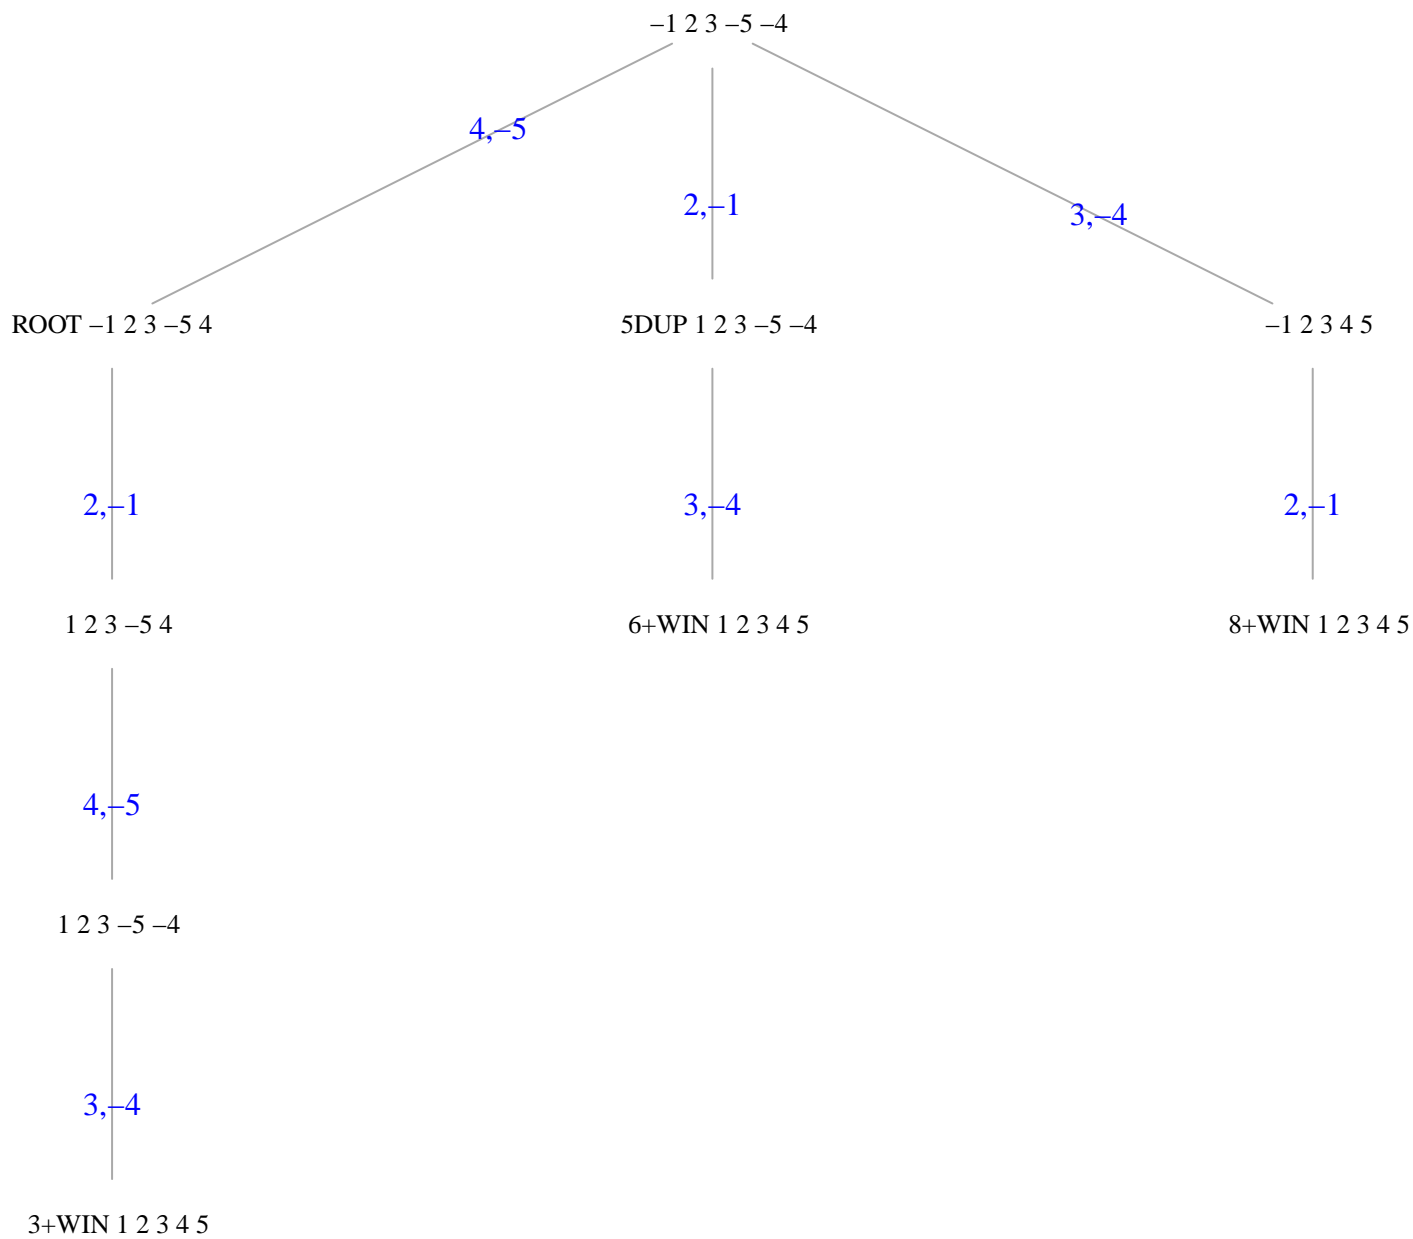 –1 2 3 –5 –4
4,–5
2,–1
3,–4
ROOT –1 2 3 –5 4
5DUP 1 2 3 –5 –4
–1 2 3 4 5
2,–1
3,–4
2,–1
1 2 3 –5 4
6+WIN 1 2 3 4 5
8+WIN 1 2 3 4 5
4,–5
1 2 3 –5 –4
3,–4
3+WIN 1 2 3 4 5